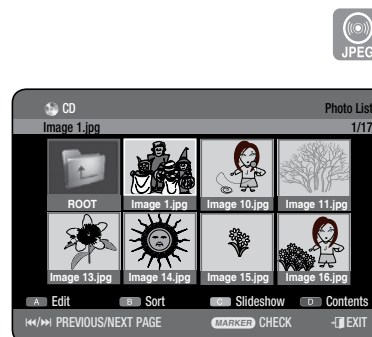 JPEG
CD Photo List
Image 1.jpg 1/17
ROOT Image 1.jpg Image 10.jpg Image 11.jpg
Image 13.jpg Image 14.jpg Image 15.jpg Image 16.jpg
A Edit B Sort C Slideshow D Contents
⏮/⏭ PREVIOUS/NEXT PAGE MARKER CHECK EXIT